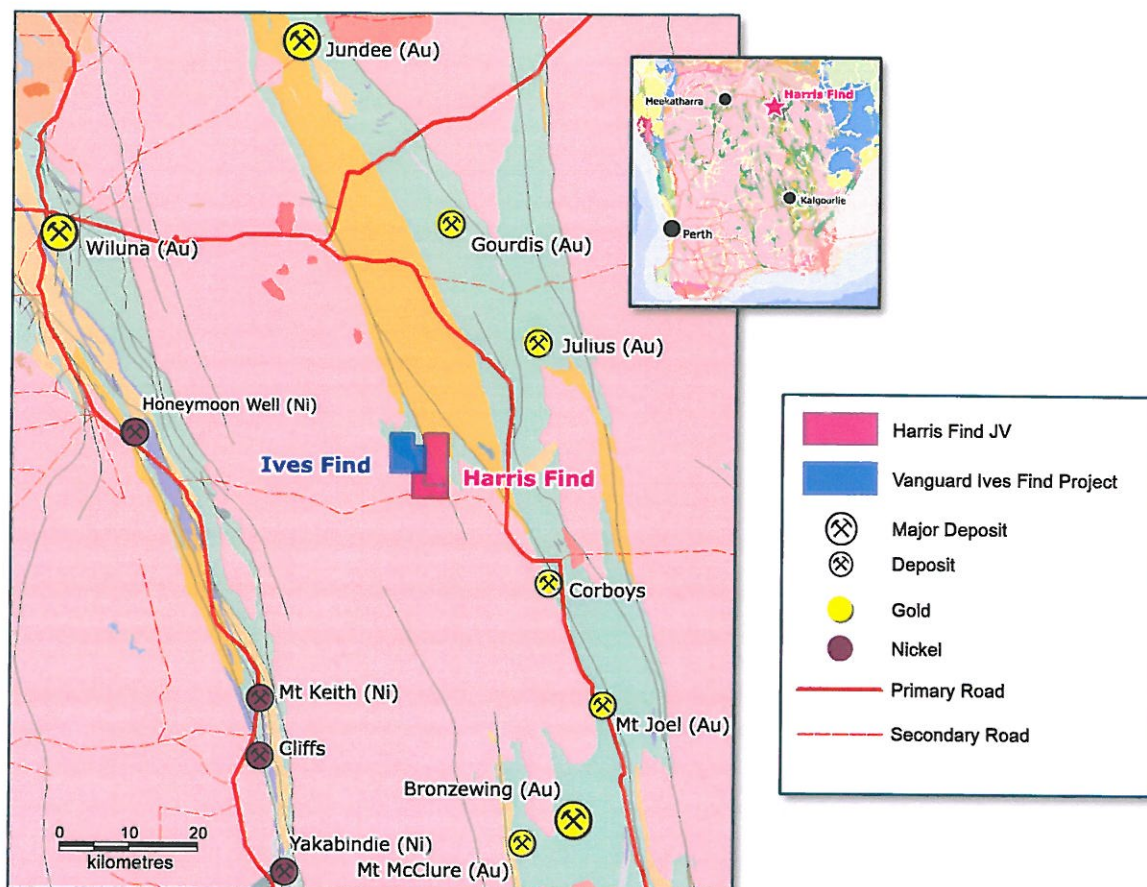 Jundee (Au)
Wiluna (Au)
Gourdis (Au)
Julius (Au)
Honeymoon Well (Ni)
Ives Find
Harris Find
Corboys
Mt Keith (Ni)
Cliffs
Mt Joel (Au)
Bronzewing (Au)
Yakabindie (Ni)
Mt McClure (Au)
0 10 20
kilometres
Meekatharra
Harris Find
Kalgourlie
Perth
Harris Find JV
Vanguard Ives Find Project
Major Deposit
Deposit
Gold
Nickel
Primary Road
Secondary Road